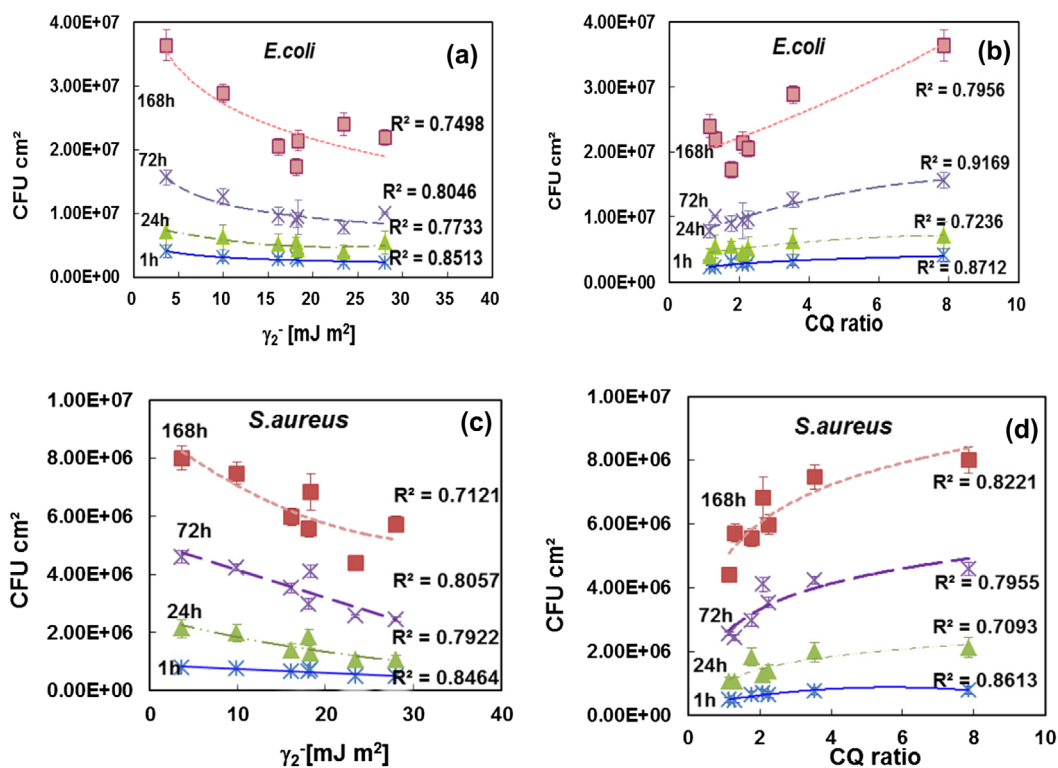 4.00E+07
3.00E+07
2.00E+07
1.00E+07
0.00E+00
CFU cm²
E.coli
(a)
168h
72h
24h
1h
R² = 0.7498
R² = 0.8046
R² = 0.7733
R² = 0.8513
0 5 10 15 20 25 30 35 40
γ₂⁻ [mJ m²]
4.00E+07
3.00E+07
2.00E+07
1.00E+07
0.00E+00
CFU cm²
E.coli
(b)
168h
72h
24h
1h
R² = 0.7956
R² = 0.9169
R² = 0.7236
R² = 0.8712
0 2 4 6 8 10
CQ ratio
1.00E+07
8.00E+06
6.00E+06
4.00E+06
2.00E+06
0.00E+00
CFU cm²
S.aureus
(c)
168h
72h
24h
1h
R² = 0.7121
R² = 0.8057
R² = 0.7922
R² = 0.8464
0 10 20 30 40
γ₂⁻[mJ m²]
1.00E+07
8.00E+06
6.00E+06
4.00E+06
2.00E+06
0.00E+00
CFU cm²
S.aureus
(d)
168h
72h
24h
1h
R² = 0.8221
R² = 0.7955
R² = 0.7093
R² = 0.8613
0 2 4 6 8 10
CQ ratio